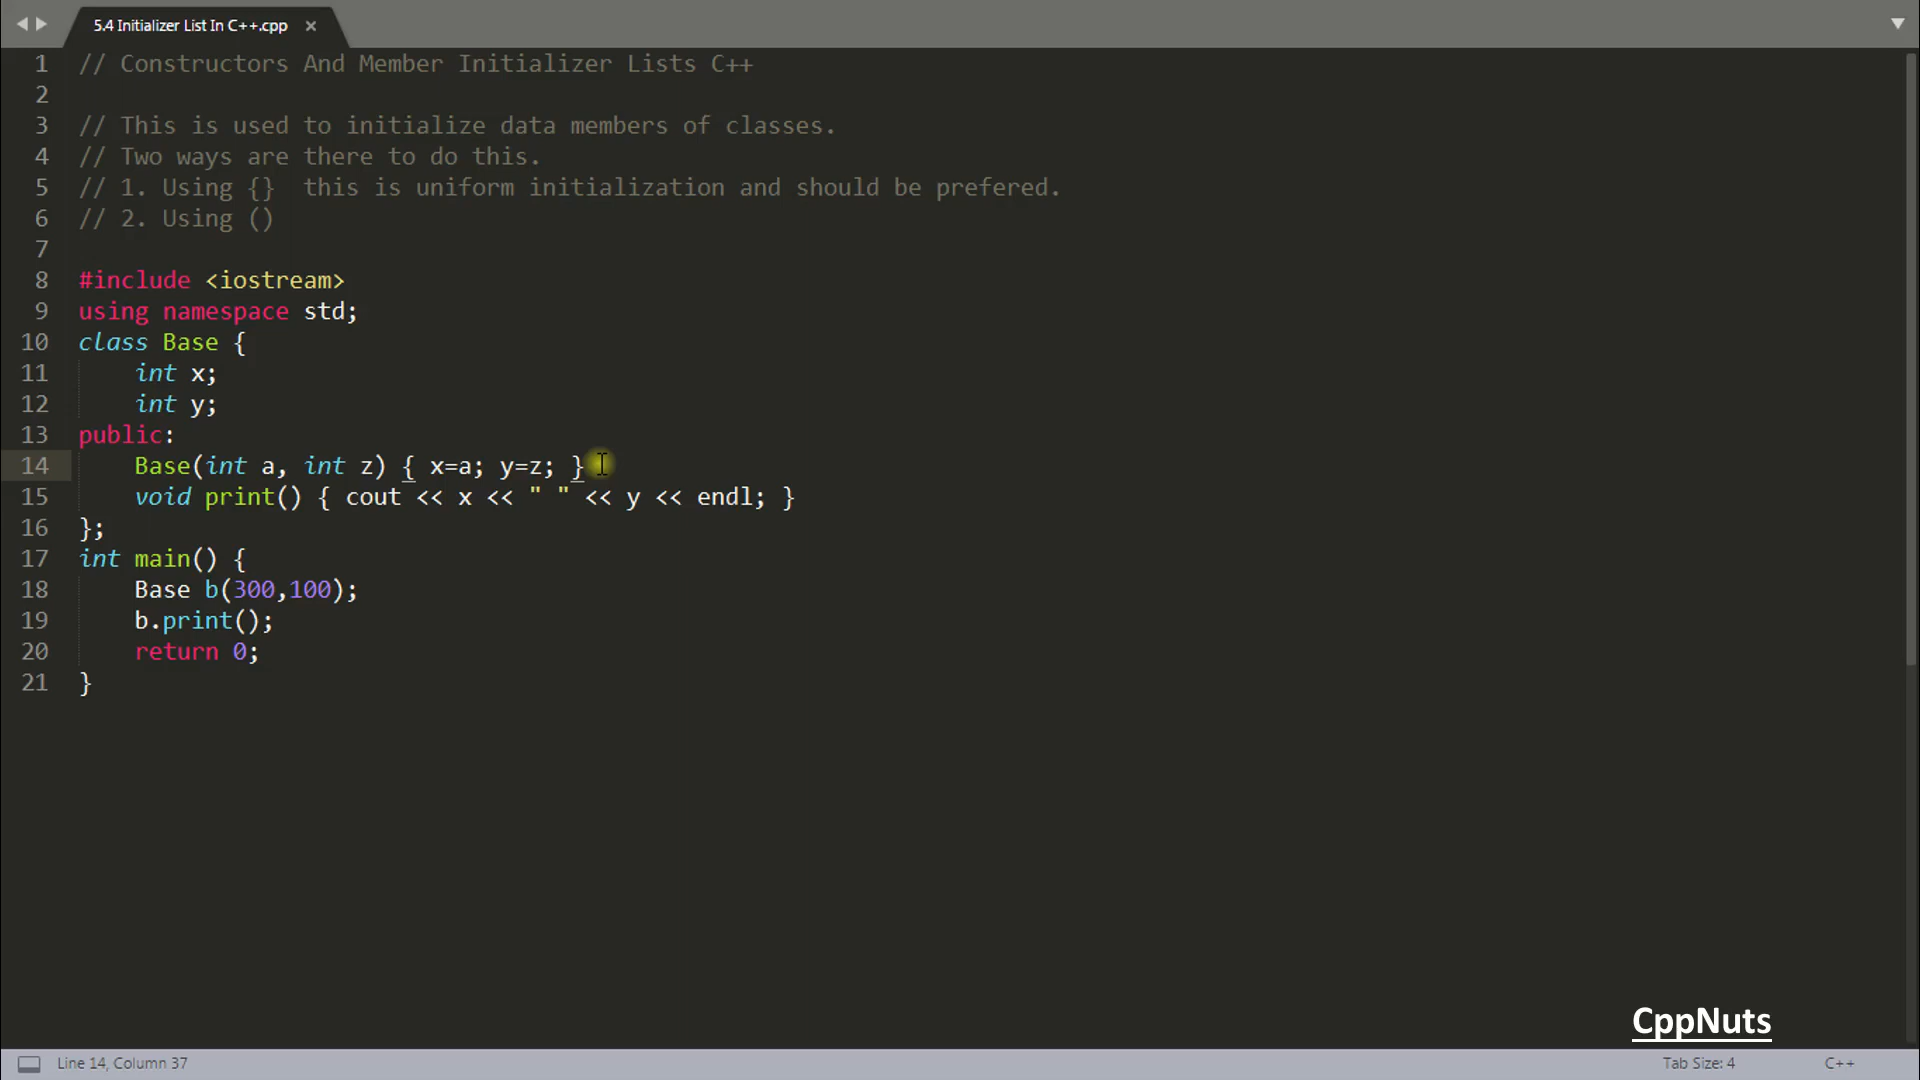 5.4 Initializer List In C++.cpp ×
1 // Constructors And Member Initializer Lists C++
2
3 // This is used to initialize data members of classes.
4 // Two ways are there to do this.
5 // 1. Using {}  this is uniform initialization and should be prefered.
6 // 2. Using ()
7
8 #include <iostream>
9 using namespace std;
10 class Base {
11     int x;
12     int y;
13 public:
14     Base(int a, int z) { x=a; y=z; }
15     void print() { cout << x << " " << y << endl; }
16 };
17 int main() {
18     Base b(300,100);
19     b.print();
20     return 0;
21 }
CppNuts
Line 14, Column 37 Tab Size: 4 C++